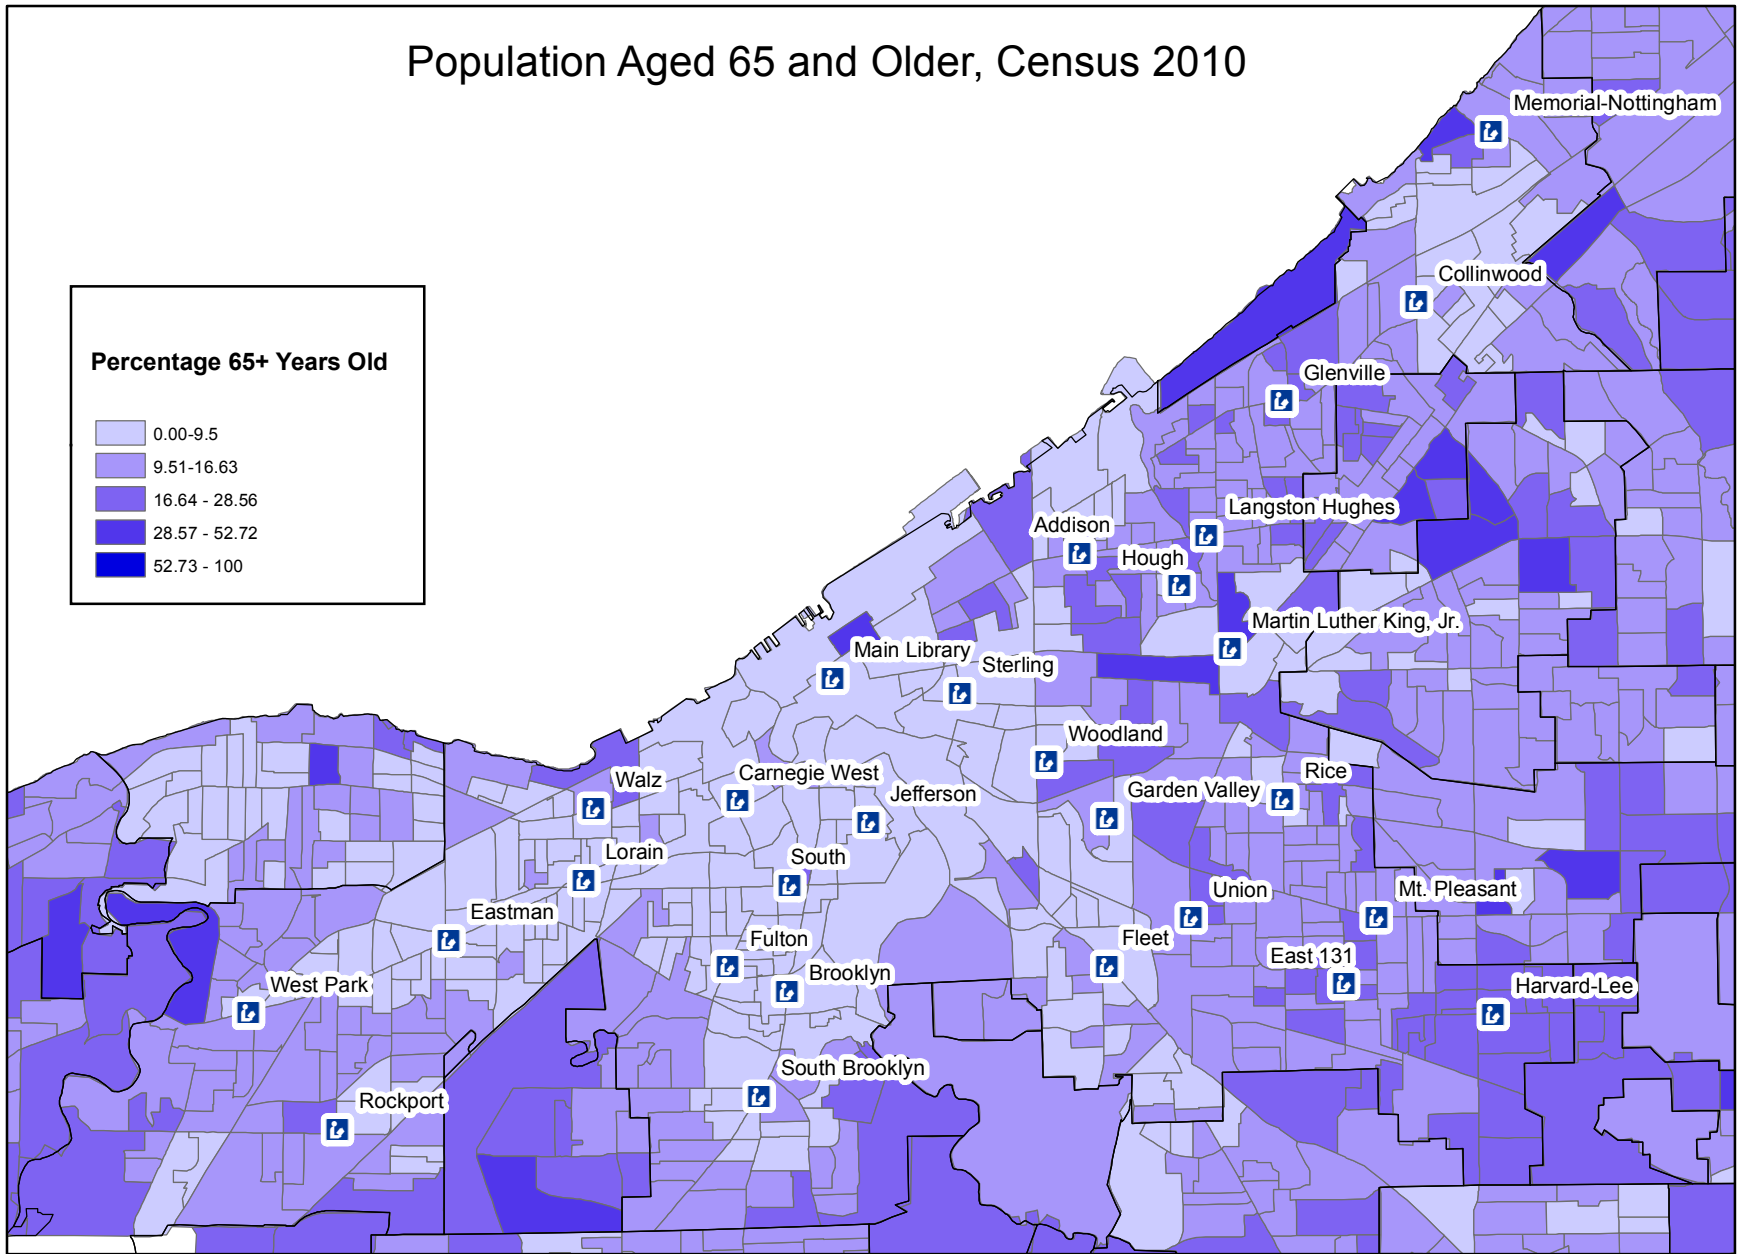 Population Aged 65 and Older, Census 2010
Memorial-Nottingham
Collinwood
Percentage 65+ Years Old
0.00-9.5
9.51-16.63
16.64 - 28.56
28.57 - 52.72
52.73 - 100
Glenville
Langston Hughes
Addison
Hough
Martin Luther King, Jr.
Main Library
Sterling
Woodland
Walz
Carnegie West
Jefferson
Garden Valley
Rice
Lorain
South
Union
Mt. Pleasant
Eastman
Fulton
Fleet
East 131
Brooklyn
West Park
Harvard-Lee
South Brooklyn
Rockport